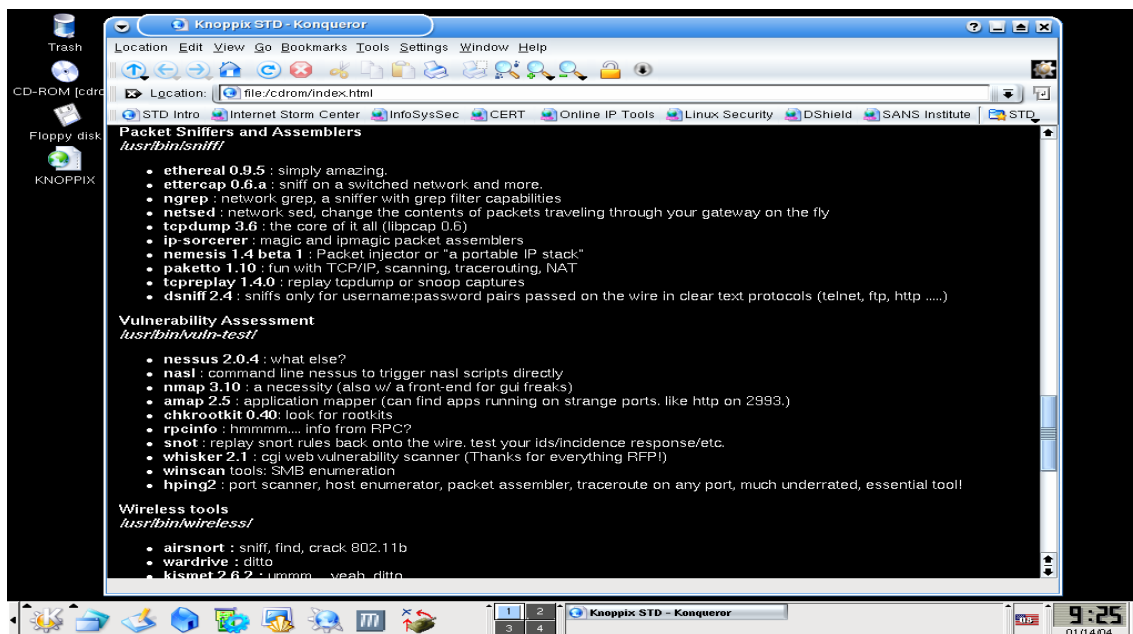 Trash
CD-ROM [cdro
Floppy disk
KNOPPIX
Knoppix STD - Konqueror
Location Edit View Go Bookmarks Tools Settings Window Help
Location: file:/cdrom/index.html
STD Intro Internet Storm Center InfoSysSec CERT Online IP Tools Linux Security DShield SANS Institute STD
Packet Sniffers and Assemblers
/usr/bin/sniff/
• ethereal 0.9.5 : simply amazing.
• ettercap 0.6.a : sniff on a switched network and more.
• ngrep : network grep, a sniffer with grep filter capabilities
• netsed : network sed, change the contents of packets traveling through your gateway on the fly
• tcpdump 3.6 : the core of it all (libpcap 0.6)
• ip-sorcerer : magic and ipmagic packet assemblers
• nemesis 1.4 beta 1 : Packet injector or "a portable IP stack"
• paketto 1.10 : fun with TCP/IP, scanning, tracerouting, NAT
• tcpreplay 1.4.0 : replay tcpdump or snoop captures
• dsniff 2.4 : sniffs only for username:password pairs passed on the wire in clear text protocols (telnet, ftp, http .....)
Vulnerability Assessment
/usr/bin/vuln-test/
• nessus 2.0.4 : what else?
• nasl : command line nessus to trigger nasl scripts directly
• nmap 3.10 : a necessity (also w/ a front-end for gui freaks)
• amap 2.5 : application mapper (can find apps running on strange ports. like http on 2993.)
• chkrootkit 0.40: look for rootkits
• rpcinfo : hmmmm.... info from RPC?
• snot : replay snort rules back onto the wire. test your ids/incidence response/etc.
• whisker 2.1 : cgi web vulnerability scanner (Thanks for everything RFP!)
• winscan tools: SMB enumeration
• hping2 : port scanner, host enumerator, packet assembler, traceroute on any port, much underrated, essential tool!
Wireless tools
/usr/bin/wireless/
• airsnort : sniff, find, crack 802.11b
• wardrive : ditto
• kismet 2.6.2 : ummm... yeah, ditto
1 2
3 4
Knoppix STD - Konqueror
us
9:25
01/14/04